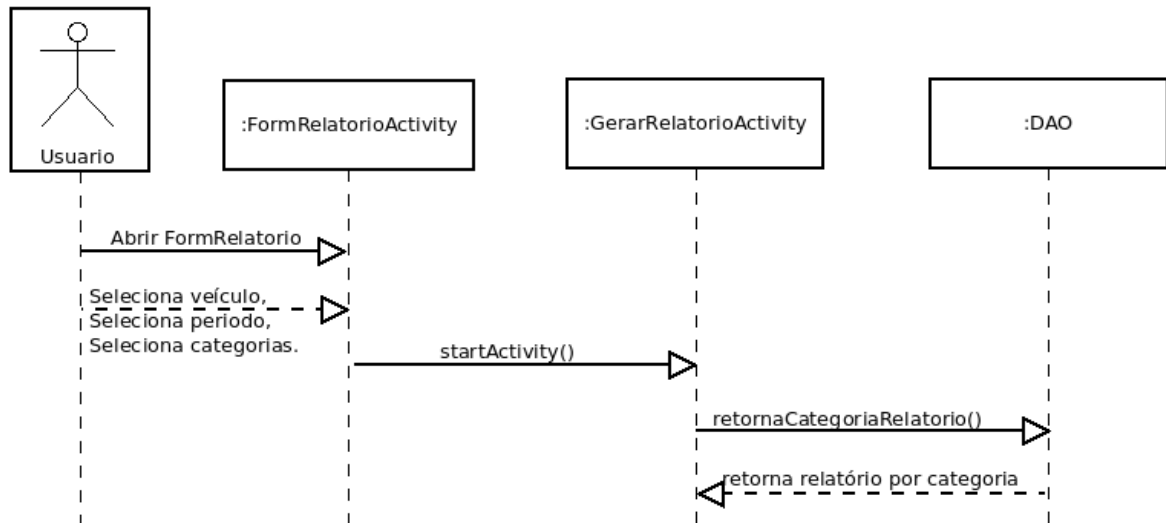 Usuario
:FormRelatorioActivity
:GerarRelatorioActivity
:DAO
Abrir FormRelatorio
Seleciona veículo,
Seleciona periodo,
Seleciona categorias.
startActivity()
retornaCategoriaRelatorio()
retorna relatório por categoria